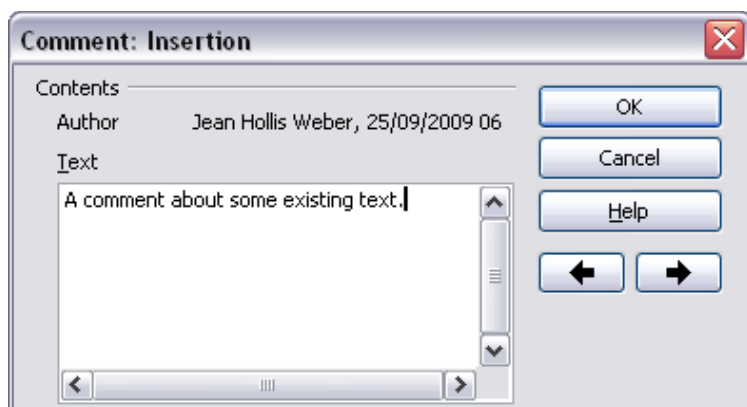 Comment: Insertion
Contents
Author Jean Hollis Weber, 25/09/2009 06
Text
A comment about some existing text.
OK
Cancel
Help